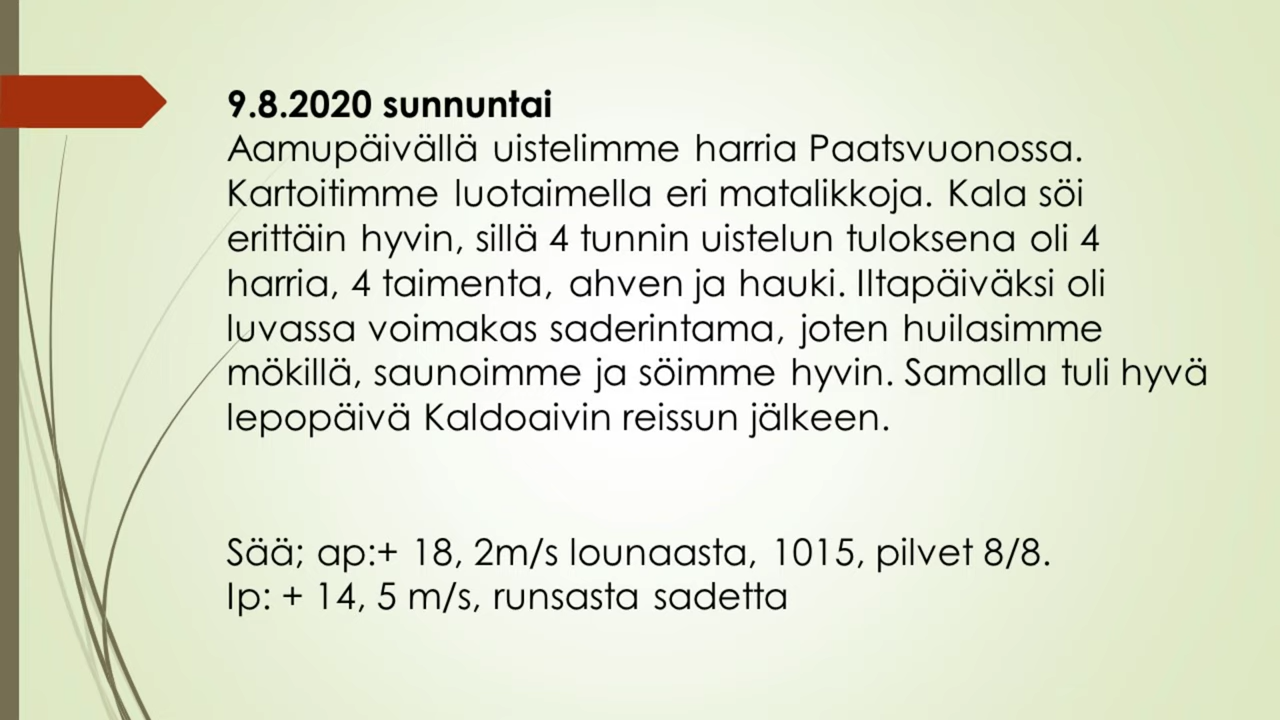 9.8.2020 sunnuntai
Aamupäivällä uistelimme harria Paatsvuonossa.
Kartoitimme luotaimella eri matalikkoja. Kala söi
erittäin hyvin, sillä 4 tunnin uistelun tuloksena oli 4
harria, 4 taimenta, ahven ja hauki. Iltapäiväksi oli
luvassa voimakas saderintama, joten huilasimme
mökillä, saunoimme ja söimme hyvin. Samalla tuli hyvä
lepopäivä Kaldoaivin reissun jälkeen.
Sää; ap:+ 18, 2m/s lounaasta, 1015, pilvet 8/8.
Ip: + 14, 5 m/s, runsasta sadetta